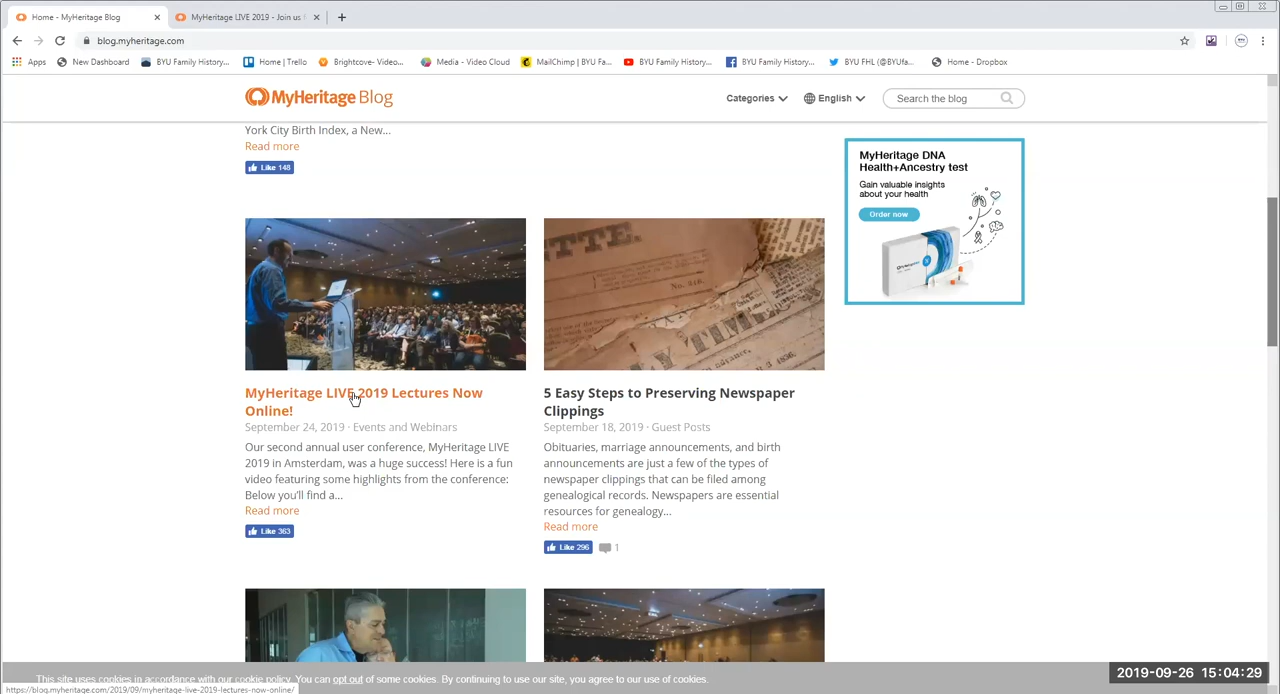 Home - MyHeritage Blog
MyHeritage LIVE 2019 - Join us
blog.myheritage.com
Apps New Dashboard BYU Family History... Home | Trello Brightcove- Video... Media - Video Cloud MailChimp | BYU Fa... BYU Family History... BYU Family History... BYU FHL (@BYUfa... Home - Dropbox
MyHeritage Blog
Categories English Search the blog
York City Birth Index, a New...
Read more
Like 148
MyHeritage DNA
Health+Ancestry test
Gain valuable insights
about your health
Order now
TTE.
No. 946.
Y TIMES
MyHeritage LIVE 2019 Lectures Now
Online!
September 24, 2019 · Events and Webinars
Our second annual user conference, MyHeritage LIVE
2019 in Amsterdam, was a huge success! Here is a fun
video featuring some highlights from the conference:
Below you'll find a...
Read more
Like 363
5 Easy Steps to Preserving Newspaper
Clippings
September 18, 2019 · Guest Posts
Obituaries, marriage announcements, and birth
announcements are just a few of the types of
newspaper clippings that can be filed among
genealogical records. Newspapers are essential
resources for genealogy...
Read more
Like 296 1
This site uses cookies in accordance with our cookie policy. You can opt out of some cookies. By continuing to use our site, you agree to our use of cookies.
2019-09-26 15:04:29
https://blog.myheritage.com/2019/09/myheritage-live-2019-lectures-now-online/